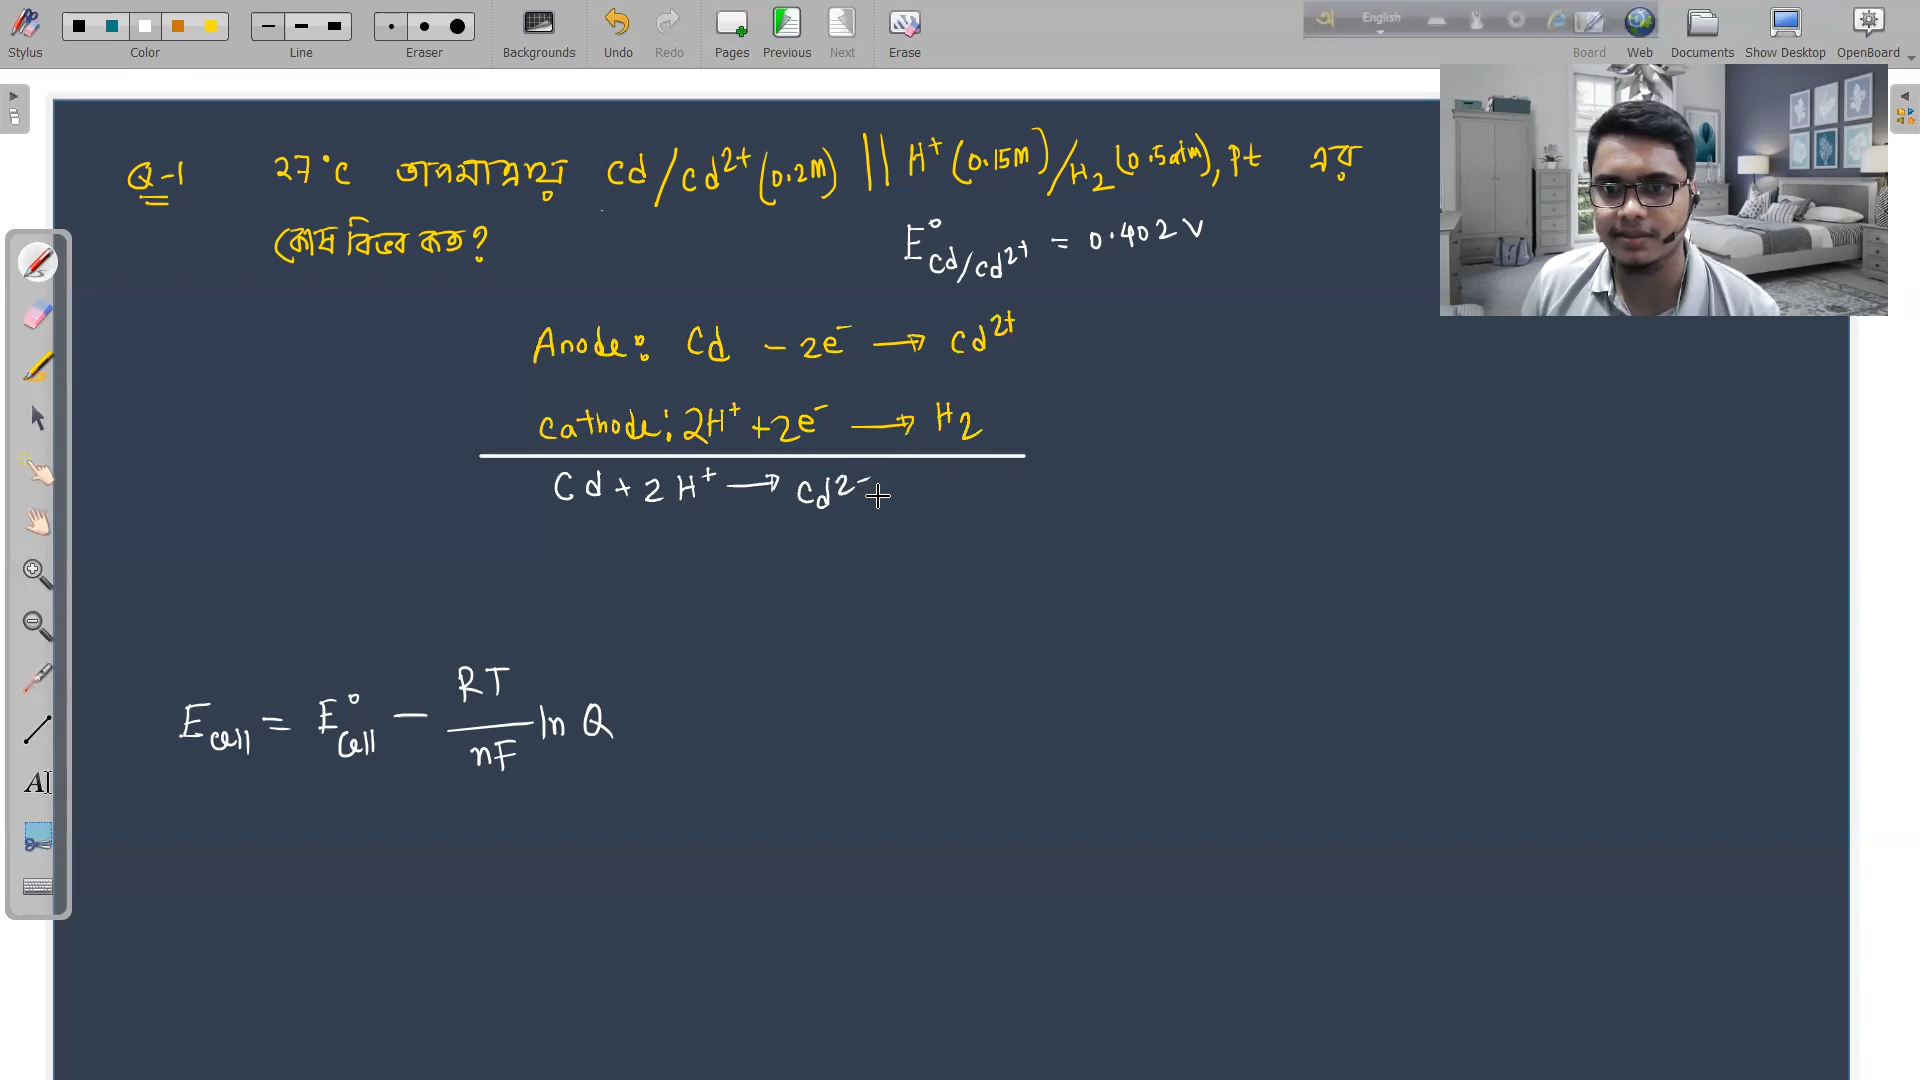 Stylus Color Line Eraser Backgrounds Undo Redo Pages Previous Next Erase Board Web Documents Show Desktop OpenBoard
English
Q-1 27°C তাপমাত্রায় Cd/Cd²⁺(0.2M) || H⁺(0.15M)/H₂(0.5atm), Pt এর
কোষ বিভব কত?
E°Cd/Cd²⁺ = 0.402 V
Anode: Cd - 2e⁻ → Cd²⁺
Cathode: 2H⁺ + 2e⁻ → H₂
Cd + 2H⁺ → Cd2-
Ecell = E°cell - RT/nF ln Q
AI